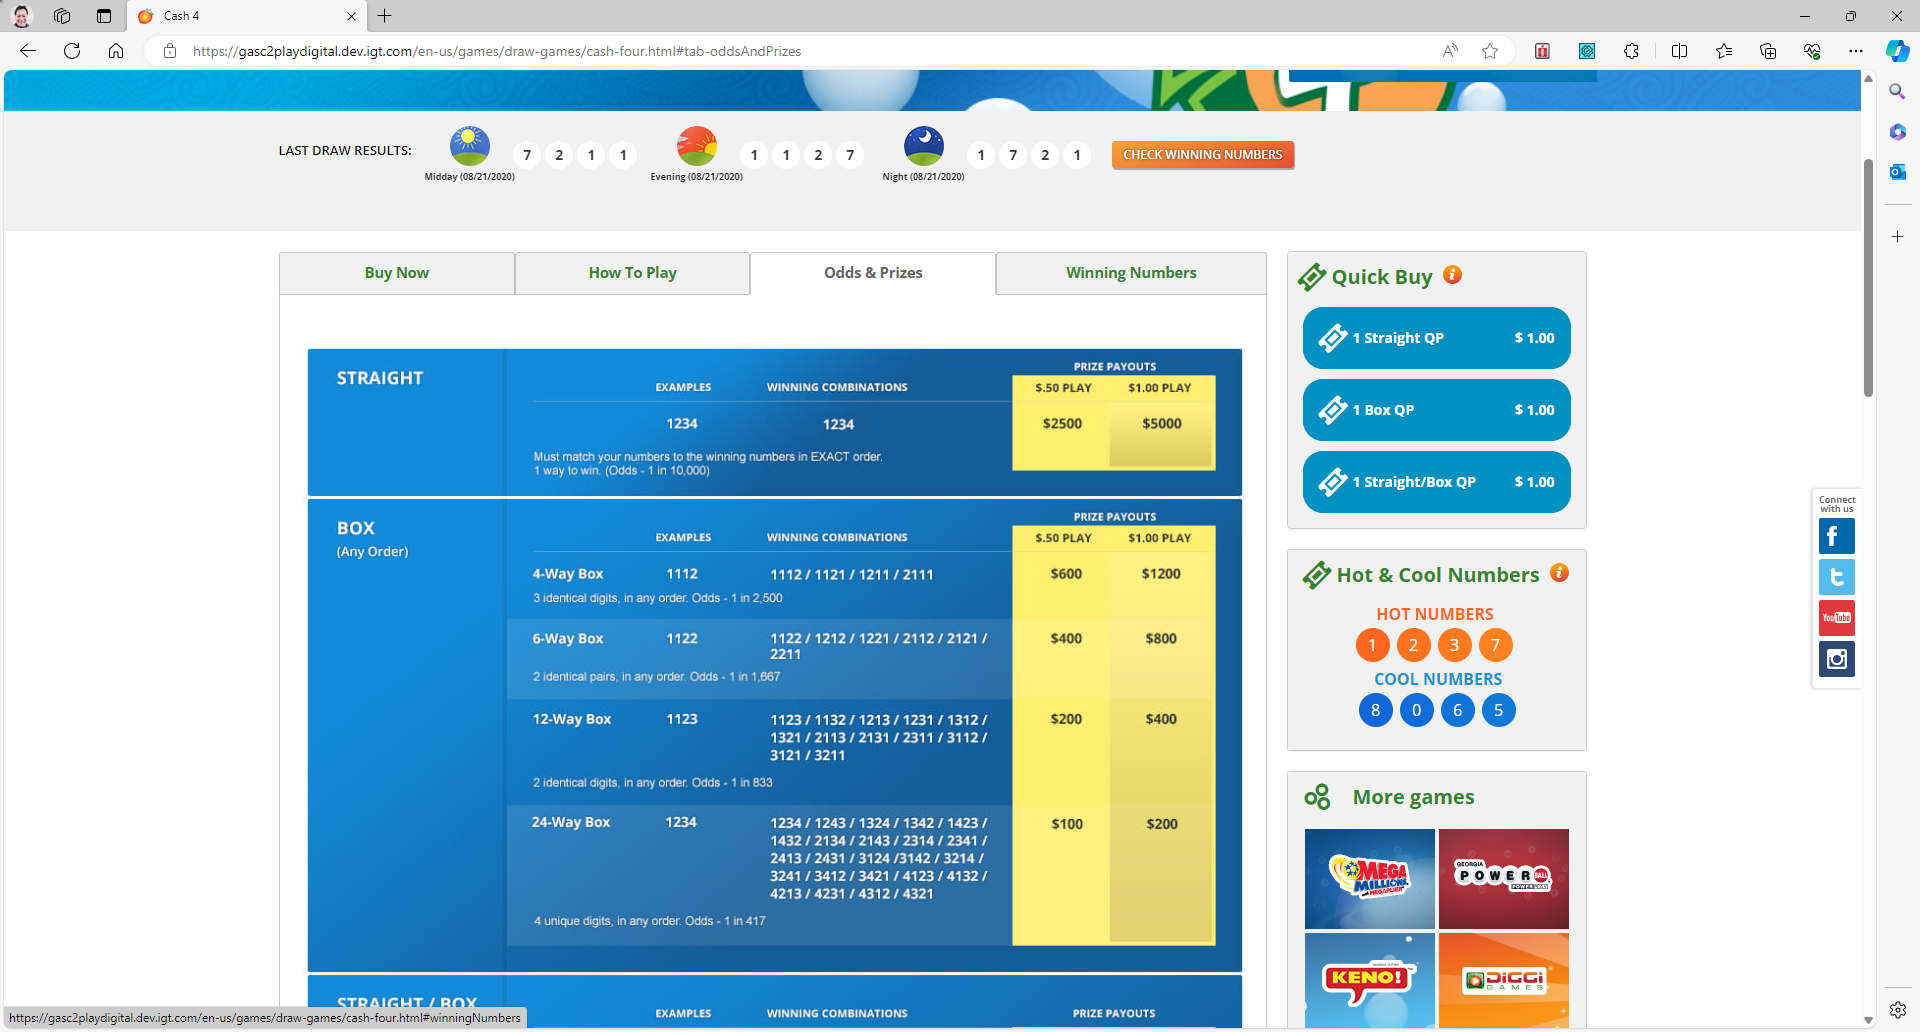 Cash 4
https://gasc2playdigital.dev.igt.com/en-us/games/draw-games/cash-four.html#tab-oddsAndPrizes
LAST DRAW RESULTS:
7 2 1 1
Midday (08/21/2020)
1 1 2 7
Evening (08/21/2020)
1 7 2 1
Night (08/21/2020)
CHECK WINNING NUMBERS
Buy Now
How To Play
Odds & Prizes
Winning Numbers
STRAIGHT
PRIZE PAYOUTS
EXAMPLES WINNING COMBINATIONS $.50 PLAY $1.00 PLAY
1234 1234 $2500 $5000
Must match your numbers to the winning numbers in EXACT order.
1 way to win. (Odds - 1 in 10,000)
BOX
(Any Order)
PRIZE PAYOUTS
EXAMPLES WINNING COMBINATIONS $.50 PLAY $1.00 PLAY
4-Way Box 1112 1112 / 1121 / 1211 / 2111 $600 $1200
3 identical digits, in any order. Odds - 1 in 2,500
6-Way Box 1122 1122 / 1212 / 1221 / 2112 / 2121 / $400 $800
2211
2 identical pairs, in any order. Odds - 1 in 1,667
12-Way Box 1123 1123 / 1132 / 1213 / 1231 / 1312 / $200 $400
1321 / 2113 / 2131 / 2311 / 3112 /
3121 / 3211
2 identical digits, in any order. Odds - 1 in 833
24-Way Box 1234 1234 / 1243 / 1324 / 1342 / 1423 / $100 $200
1432 / 2134 / 2143 / 2314 / 2341 /
2413 / 2431 / 3124 /3142 / 3214 /
3241 / 3412 / 3421 / 4123 / 4132 /
4213 / 4231 / 4312 / 4321
4 unique digits, in any order. Odds - 1 in 417
STRAIGHT / BOX
EXAMPLES WINNING COMBINATIONS PRIZE PAYOUTS
Quick Buy
1 Straight QP $ 1.00
1 Box QP $ 1.00
1 Straight/Box QP $ 1.00
Hot & Cool Numbers
HOT NUMBERS
1 2 3 7
COOL NUMBERS
8 0 6 5
More games
MEGA
MILLIONS
GEORGIA
POWERBALL
KENO!
DiGGi
GAMES
Connect
with us
YouTube
https://gasc2playdigital.dev.igt.com/en-us/games/draw-games/cash-four.html#winningNumbers